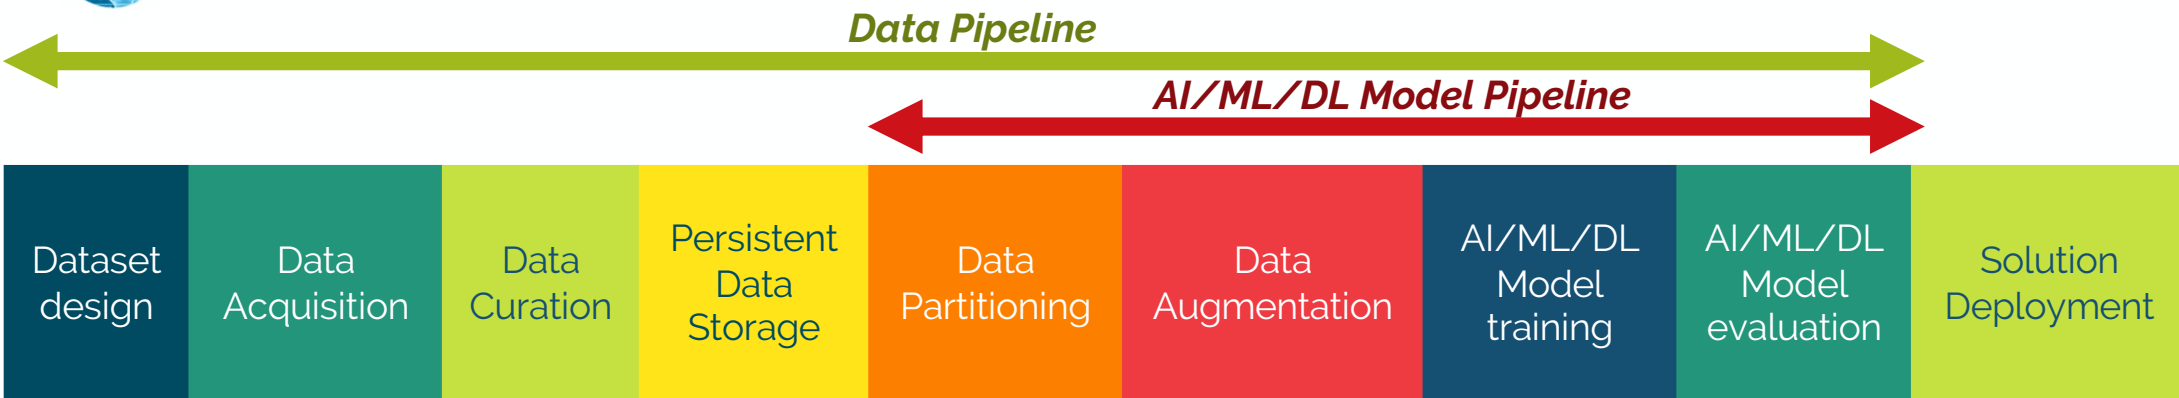 Data Pipeline
AI/ML/DL Model Pipeline
Dataset
design
Data
Acquisition
Data
Curation
Persistent
Data
Storage
Data
Partitioning
Data
Augmentation
AI/ML/DL
Model
training
AI/ML/DL
Model
evaluation
Solution
Deployment